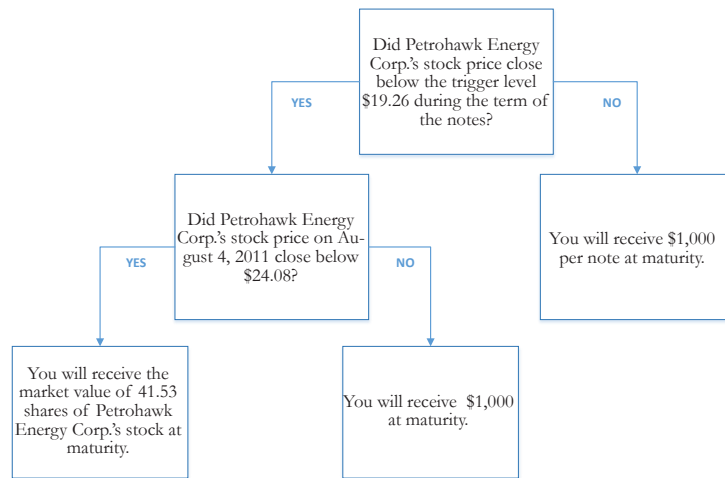 Did Petrohawk Energy
Corp.'s stock price close
below the trigger level
$19.26 during the term of
the notes?
YES
NO
Did Petrohawk Energy
Corp.'s stock price on Au-
gust 4, 2011 close below
$24.08?
You will receive $1,000
per note at maturity.
YES
NO
You will receive the
market value of 41.53
shares of Petrohawk
Energy Corp.'s stock at
maturity.
You will receive $1,000
at maturity.